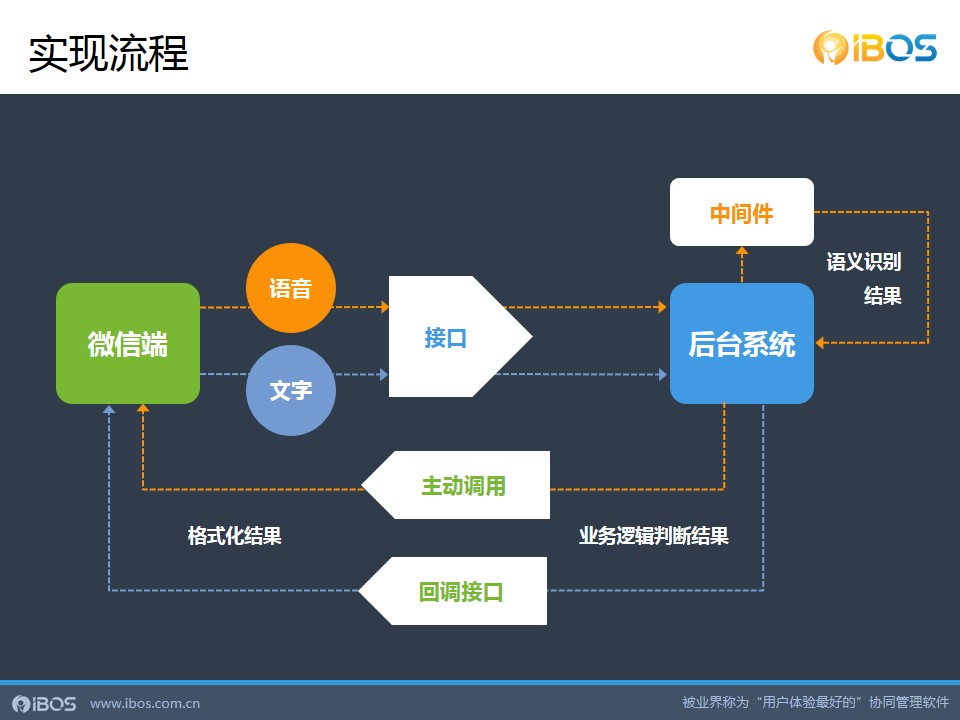 实现流程
iBOS
中间件
语义识别
结果
语音
微信端
接口
后台系统
文字
主动调用
格式化结果
业务逻辑判断结果
回调接口
iBOS
www.ibos.com.cn
被业界称为“用户体验最好的”协同管理软件